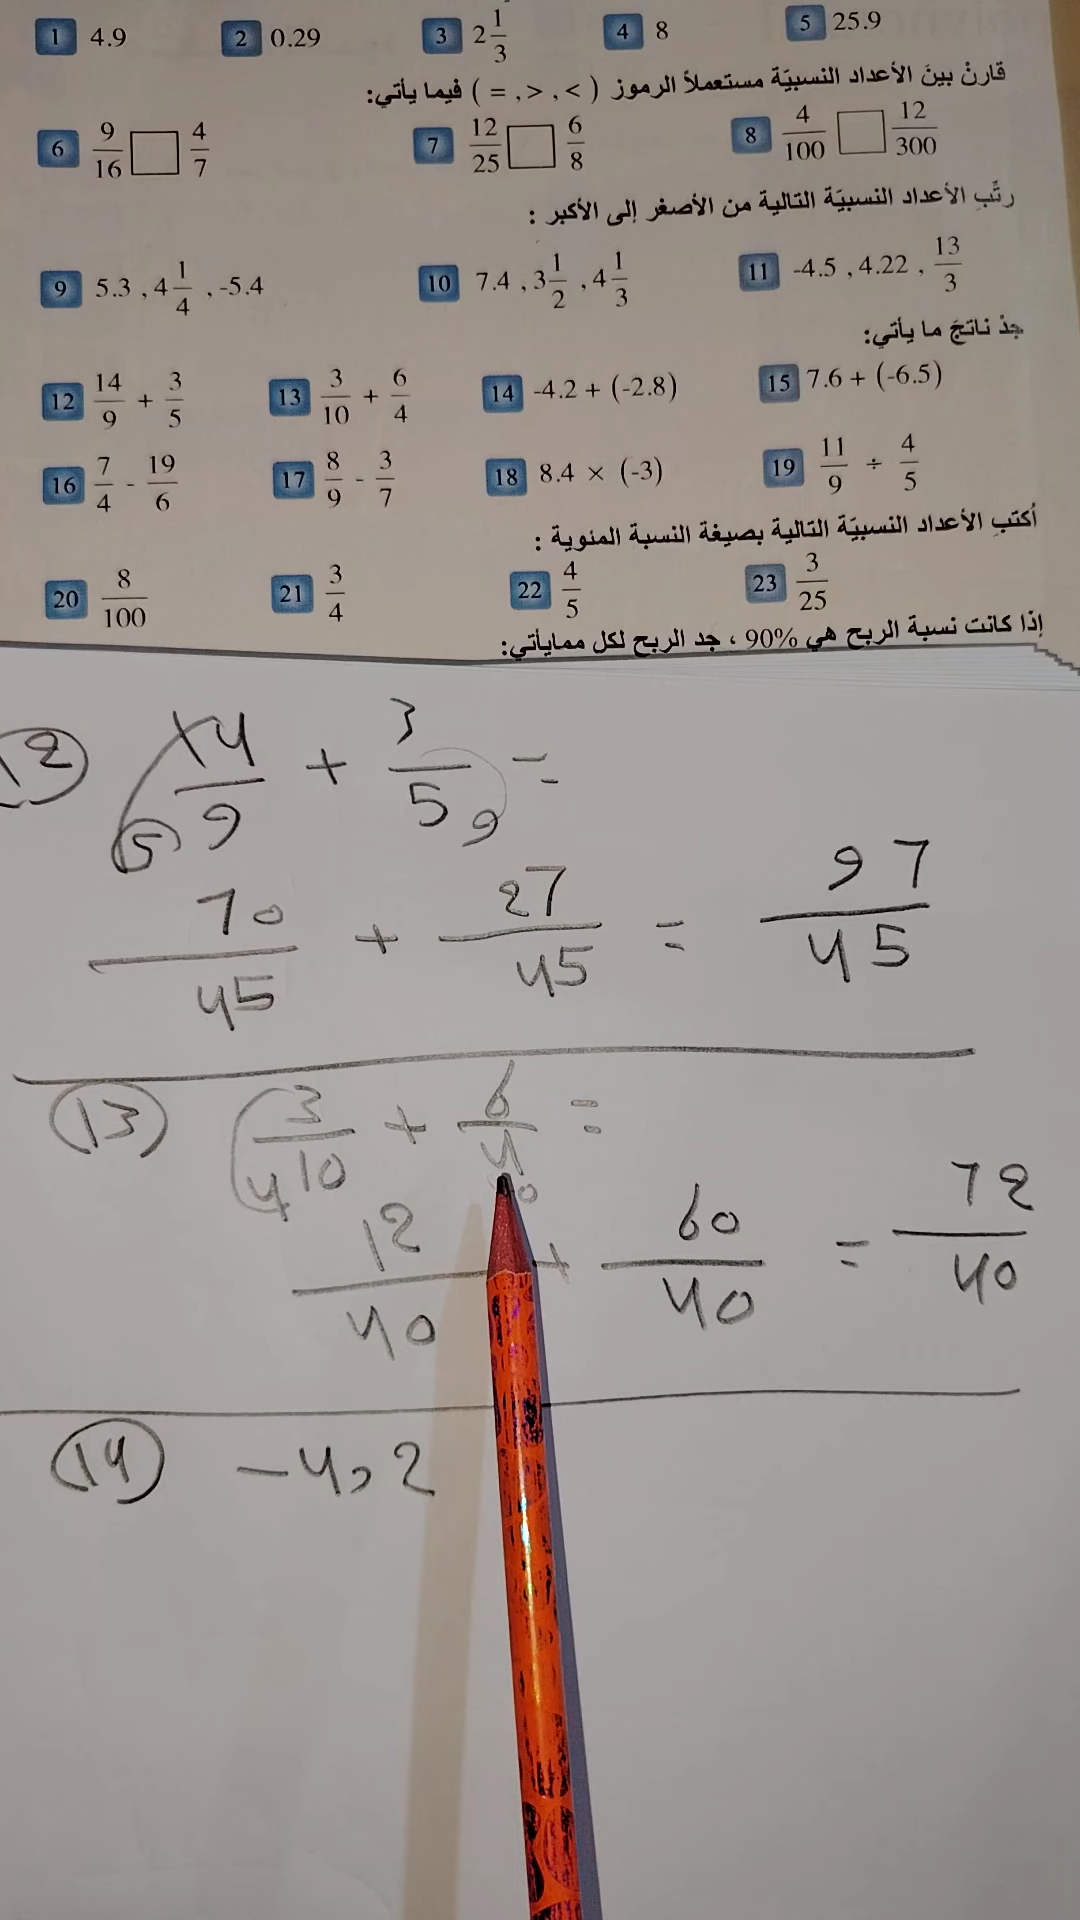 1 4.9 2 0.29 3 2 1/3 4 8 5 25.9
قارنْ بينَ الأعداد النسبيّة مستعملاً الرموز ( < ، > ، = ) فيما يأتي:
6 9/16 □ 4/7 7 12/25 □ 6/8 8 4/100 □ 12/300
رتِّبِ الأعداد النسبيّة التالية من الأصغر إلى الأكبر :
9 5.3 , 4 1/4 , -5.4 10 7.4 , 3 1/2 , 4 1/3 11 -4.5 , 4.22 , 13/3
جدْ ناتجَ ما يأتي:
12 14/9 + 3/5 13 3/10 + 6/4 14 -4.2 + (-2.8) 15 7.6 + (-6.5)
16 7/4 - 19/6 17 8/9 - 3/7 18 8.4 × (-3) 19 11/9 ÷ 4/5
أكتبِ الأعداد النسبيّة التالية بصيغة النسبة المئوية :
20 8/100 21 3/4 22 4/5 23 3/25
إذا كانت نسبة الربح هي 90% ، جد الربح لكل ممايأتي:
12 14/9 + 3/5 =
5 9
70/45 + 27/45 = 97/45
13 3/10 + 6/4 =
4
12/40 + 60/40 = 72/40
14 -4,2